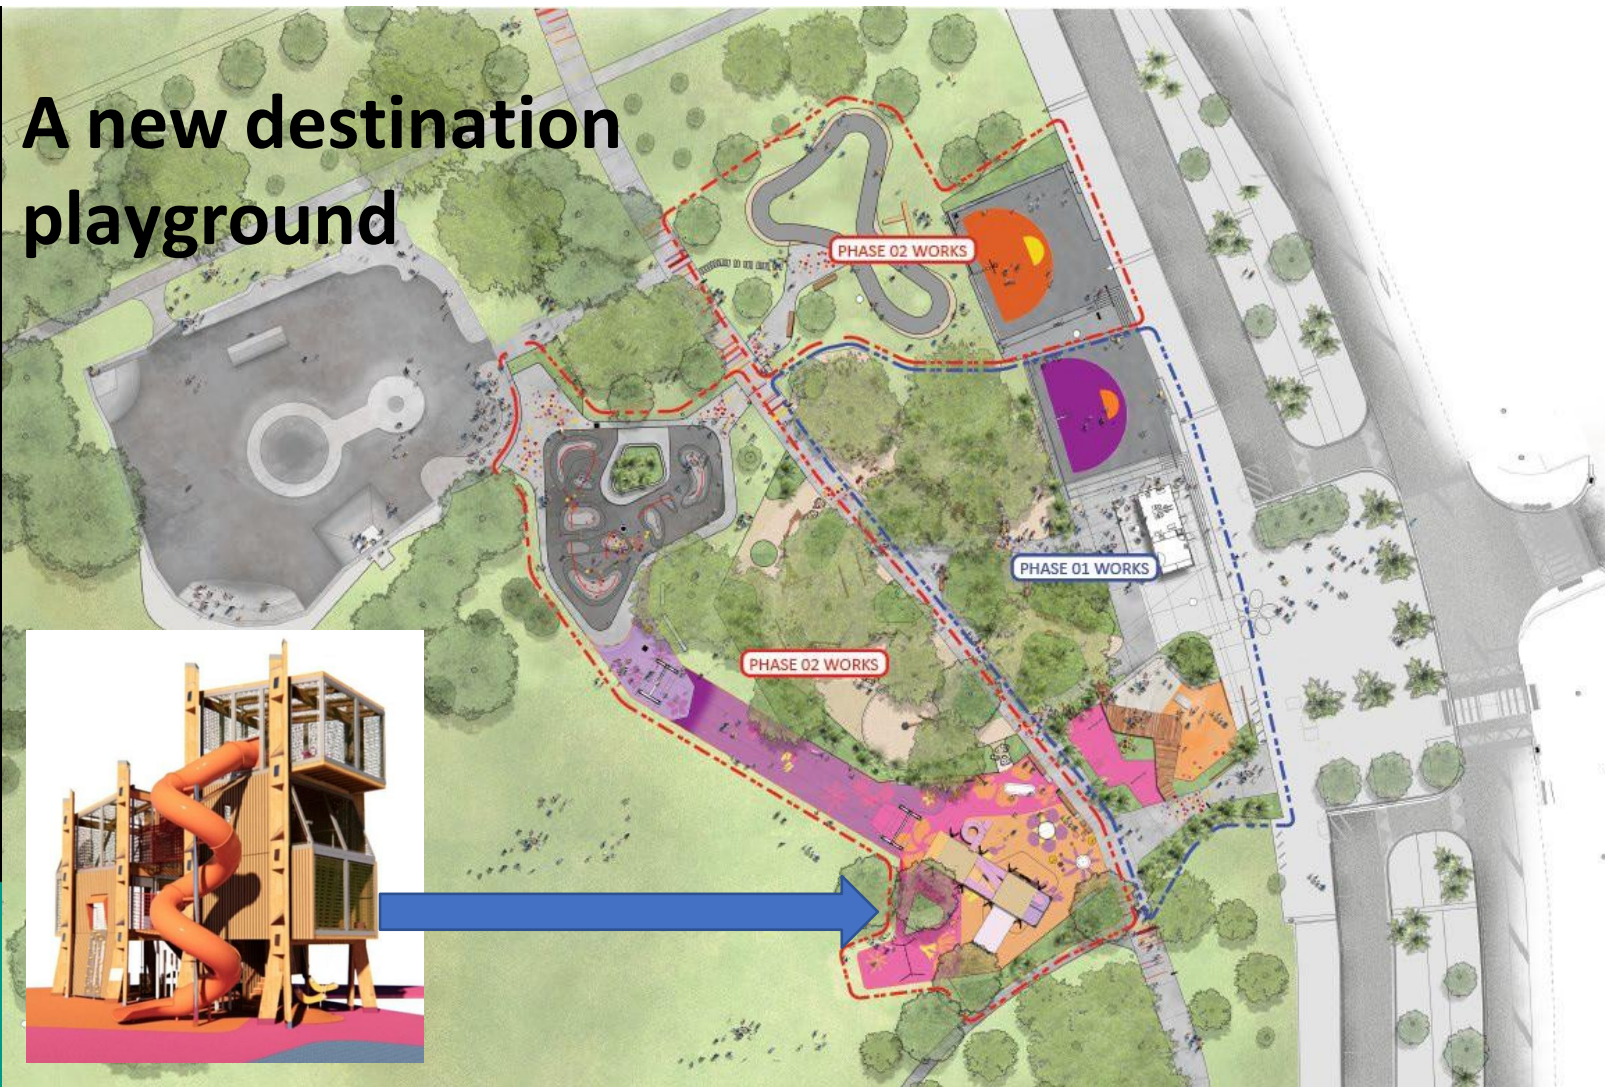 A new destination
playground
PHASE 02 WORKS
PHASE 01 WORKS
PHASE 02 WORKS